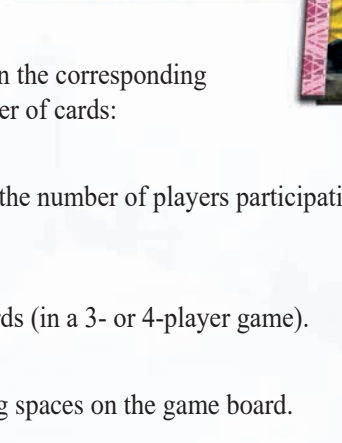 n the corresponding
er of cards:
the number of players participati
rds (in a 3- or 4-player game).
g spaces on the game board.